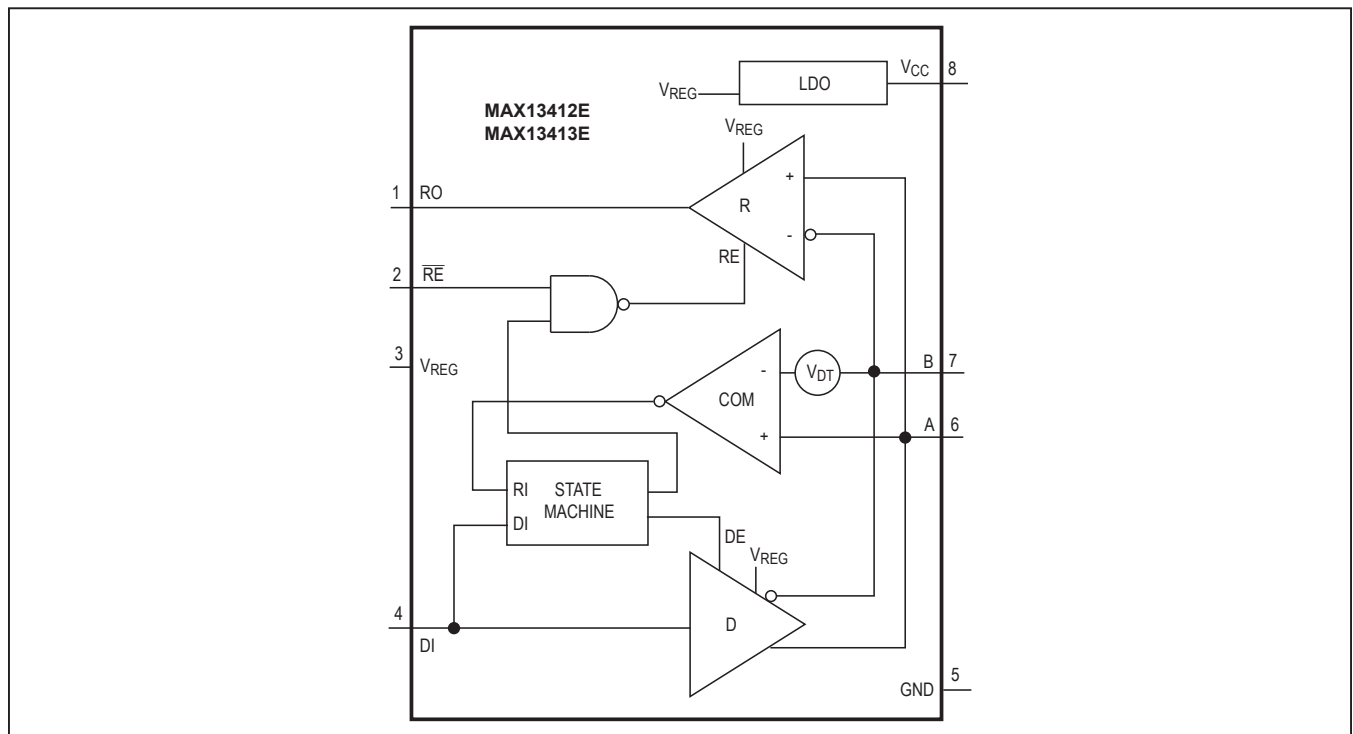 VCC 8
LDO
VREG
MAX13412E
MAX13413E
VREG
+
1 RO
R
-
RE
2 RE
3 VREG
-
VDT
B 7
COM
+
A 6
RI STATE
MACHINE
DI
DE
VREG
4
D
DI
GND 5